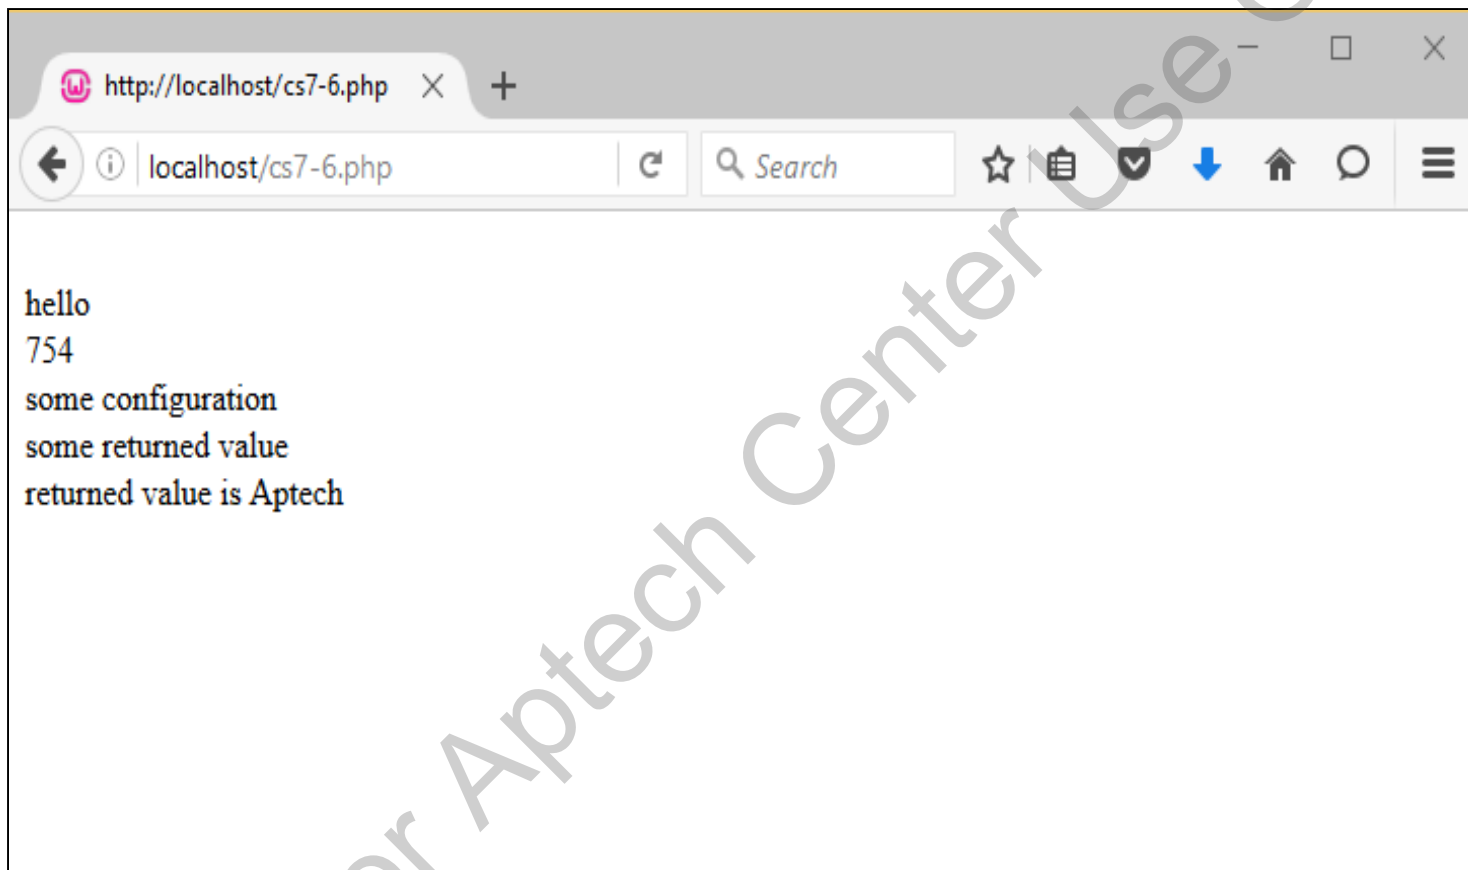 http://localhost/cs7-6.php
localhost/cs7-6.php
Search
hello
754
some configuration
some returned value
returned value is Aptech
Aptech Center Use